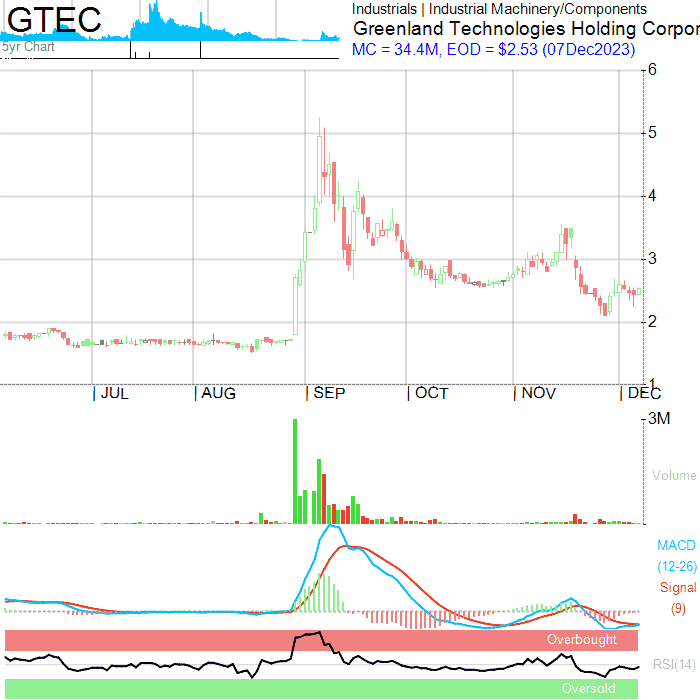 GTEC
5yr Chart
Industrials | Industrial Machinery/Components
Greenland Technologies Holding Corpor
MC = 34.4M, EOD = $2.53 (07Dec2023)
6
5
4
3
2
1
JUL
AUG
SEP
OCT
NOV
DEC
3M
Volume
MACD
(12-26)
Signal
(9)
Overbought
RSI(14)
Oversold